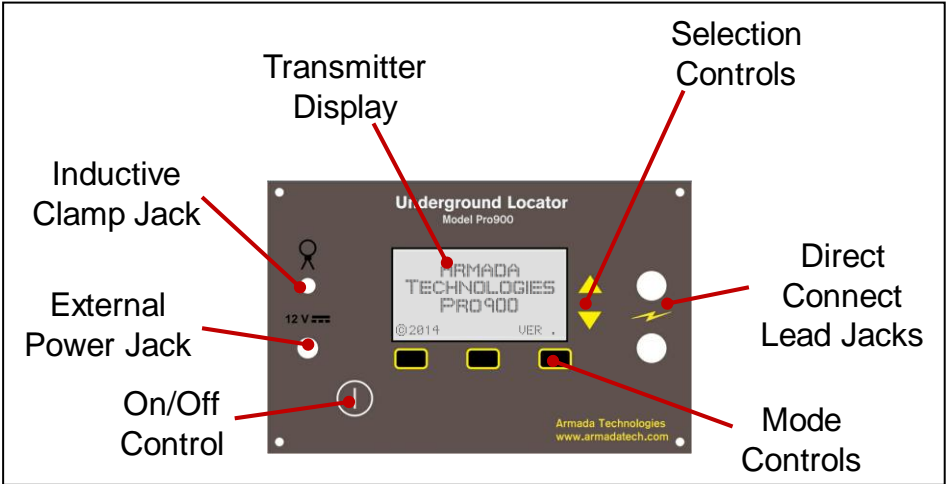 Selection
Controls
Transmitter
Display
Inductive
Clamp Jack
Underground Locator
Model Pro900
ARMADA
TECHNOLOGIES
PRO900
©2014 VER .
External
Power Jack
12 V
Direct
Connect
Lead Jacks
On/Off
Control
Armada Technologies
www.armadatech.com
Mode
Controls